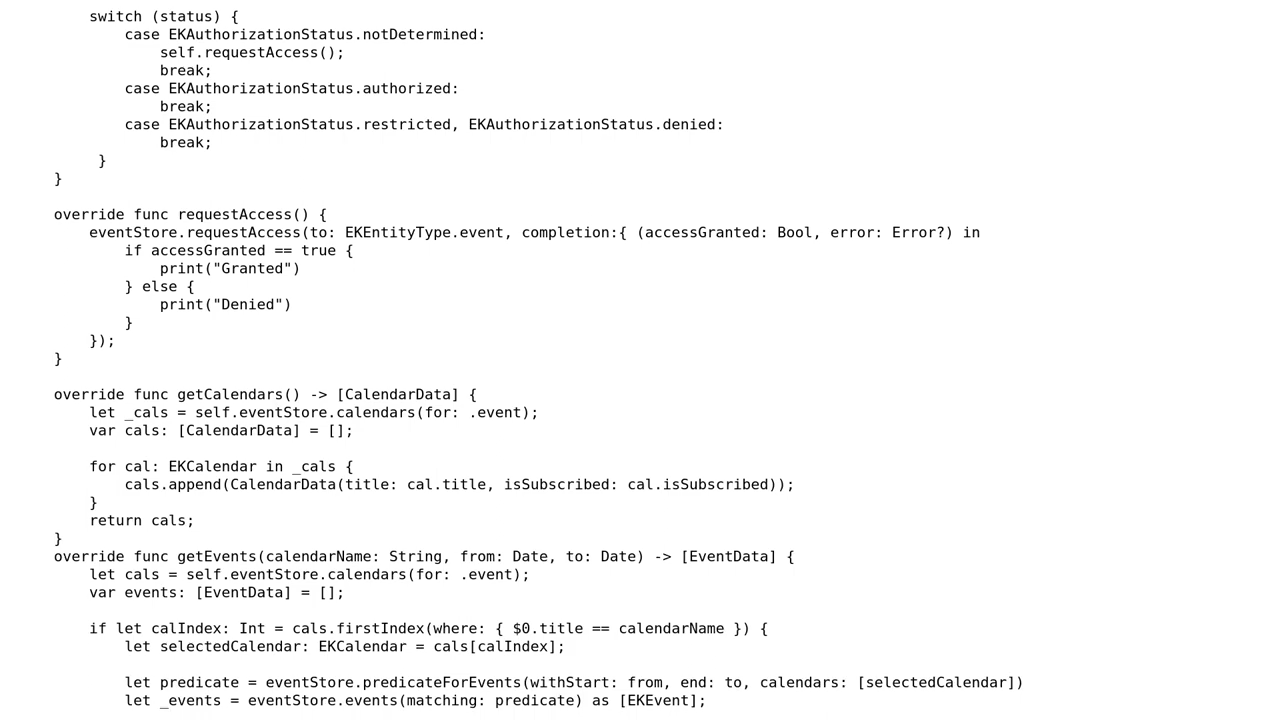 switch (status) {
case EKAuthorizationStatus.notDetermined:
self.requestAccess();
break;
case EKAuthorizationStatus.authorized:
break;
case EKAuthorizationStatus.restricted, EKAuthorizationStatus.denied:
break;
}
}
override func requestAccess() {
eventStore.requestAccess(to: EKEntityType.event, completion:{ (accessGranted: Bool, error: Error?) in
if accessGranted == true {
print("Granted")
} else {
print("Denied")
}
});
}
override func getCalendars() -> [CalendarData] {
let _cals = self.eventStore.calendars(for: .event);
var cals: [CalendarData] = [];
for cal: EKCalendar in _cals {
cals.append(CalendarData(title: cal.title, isSubscribed: cal.isSubscribed));
}
return cals;
}
override func getEvents(calendarName: String, from: Date, to: Date) -> [EventData] {
let cals = self.eventStore.calendars(for: .event);
var events: [EventData] = [];
if let calIndex: Int = cals.firstIndex(where: { $0.title == calendarName }) {
let selectedCalendar: EKCalendar = cals[calIndex];
let predicate = eventStore.predicateForEvents(withStart: from, end: to, calendars: [selectedCalendar])
let _events = eventStore.events(matching: predicate) as [EKEvent];